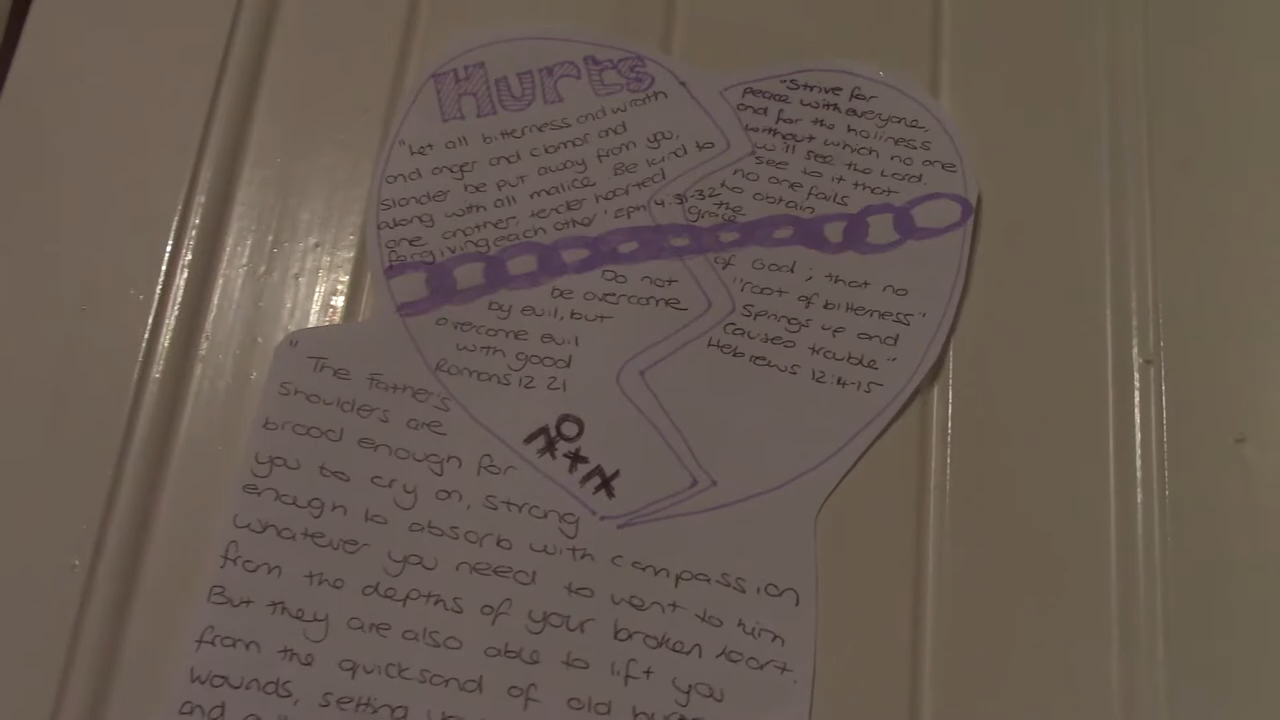 Hurts
"Let all bitterness and wrath
and anger and clamor and
slander be put away from you,
along with all malice. Be kind to
one another, tender hearted
forgiving each other" Eph 4:31-32
Do not
be overcome
by evil, but
overcome evil
with good
Romans 12 21
70x7
"Strive for
peace with everyone,
and for the holiness
without which no one
will see the Lord.
see to it that
no one fails
to obtain
the
grace
of God; that no
"root of bitterness"
springs up and
causes trouble"
Hebrews 12:14-15
"
The Father's
shoulders are
broad enough for
you to cry on, strong
enough to absorb with compassion
whatever you need to vent to him
from the depths of your broken heart.
But they are also able to lift you
from the quicksand of old
wounds, setting
and